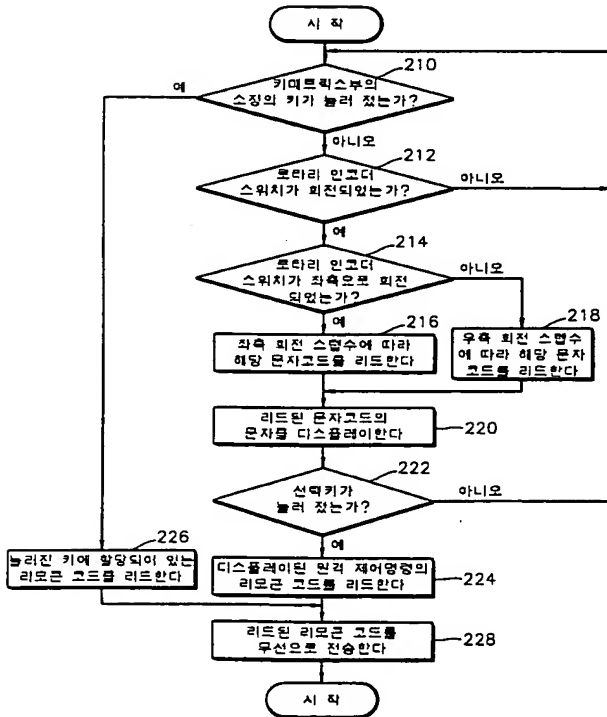 시 작
210
키매트릭스부의
소정의 키가 눌러 졌는가?
예
아니오
212
로타리 인코더
스위치가 회전되었는가?
아니오
예
214
로타리 인코더
스위치가 좌측으로 회전
되었는가?
아니오
예
216
좌측 회전 스텝수에 따라
해당 문자코드를 리드한다
218
우측 회전 스텝수
에 따라 해당 문자
코드를 리드한다
리드된 문자코드의
문자를 디스플레이한다
220
222
선택키가
눌러 졌는가?
아니오
예
226
눌러진 키에 할당되어 있는
리모콘 코드를 리드한다
디스플레이된 원격 제어명령의
리모콘 코드를 리드한다
224
리드된 리모콘 코드를
무선으로 전송한다
228
시 작